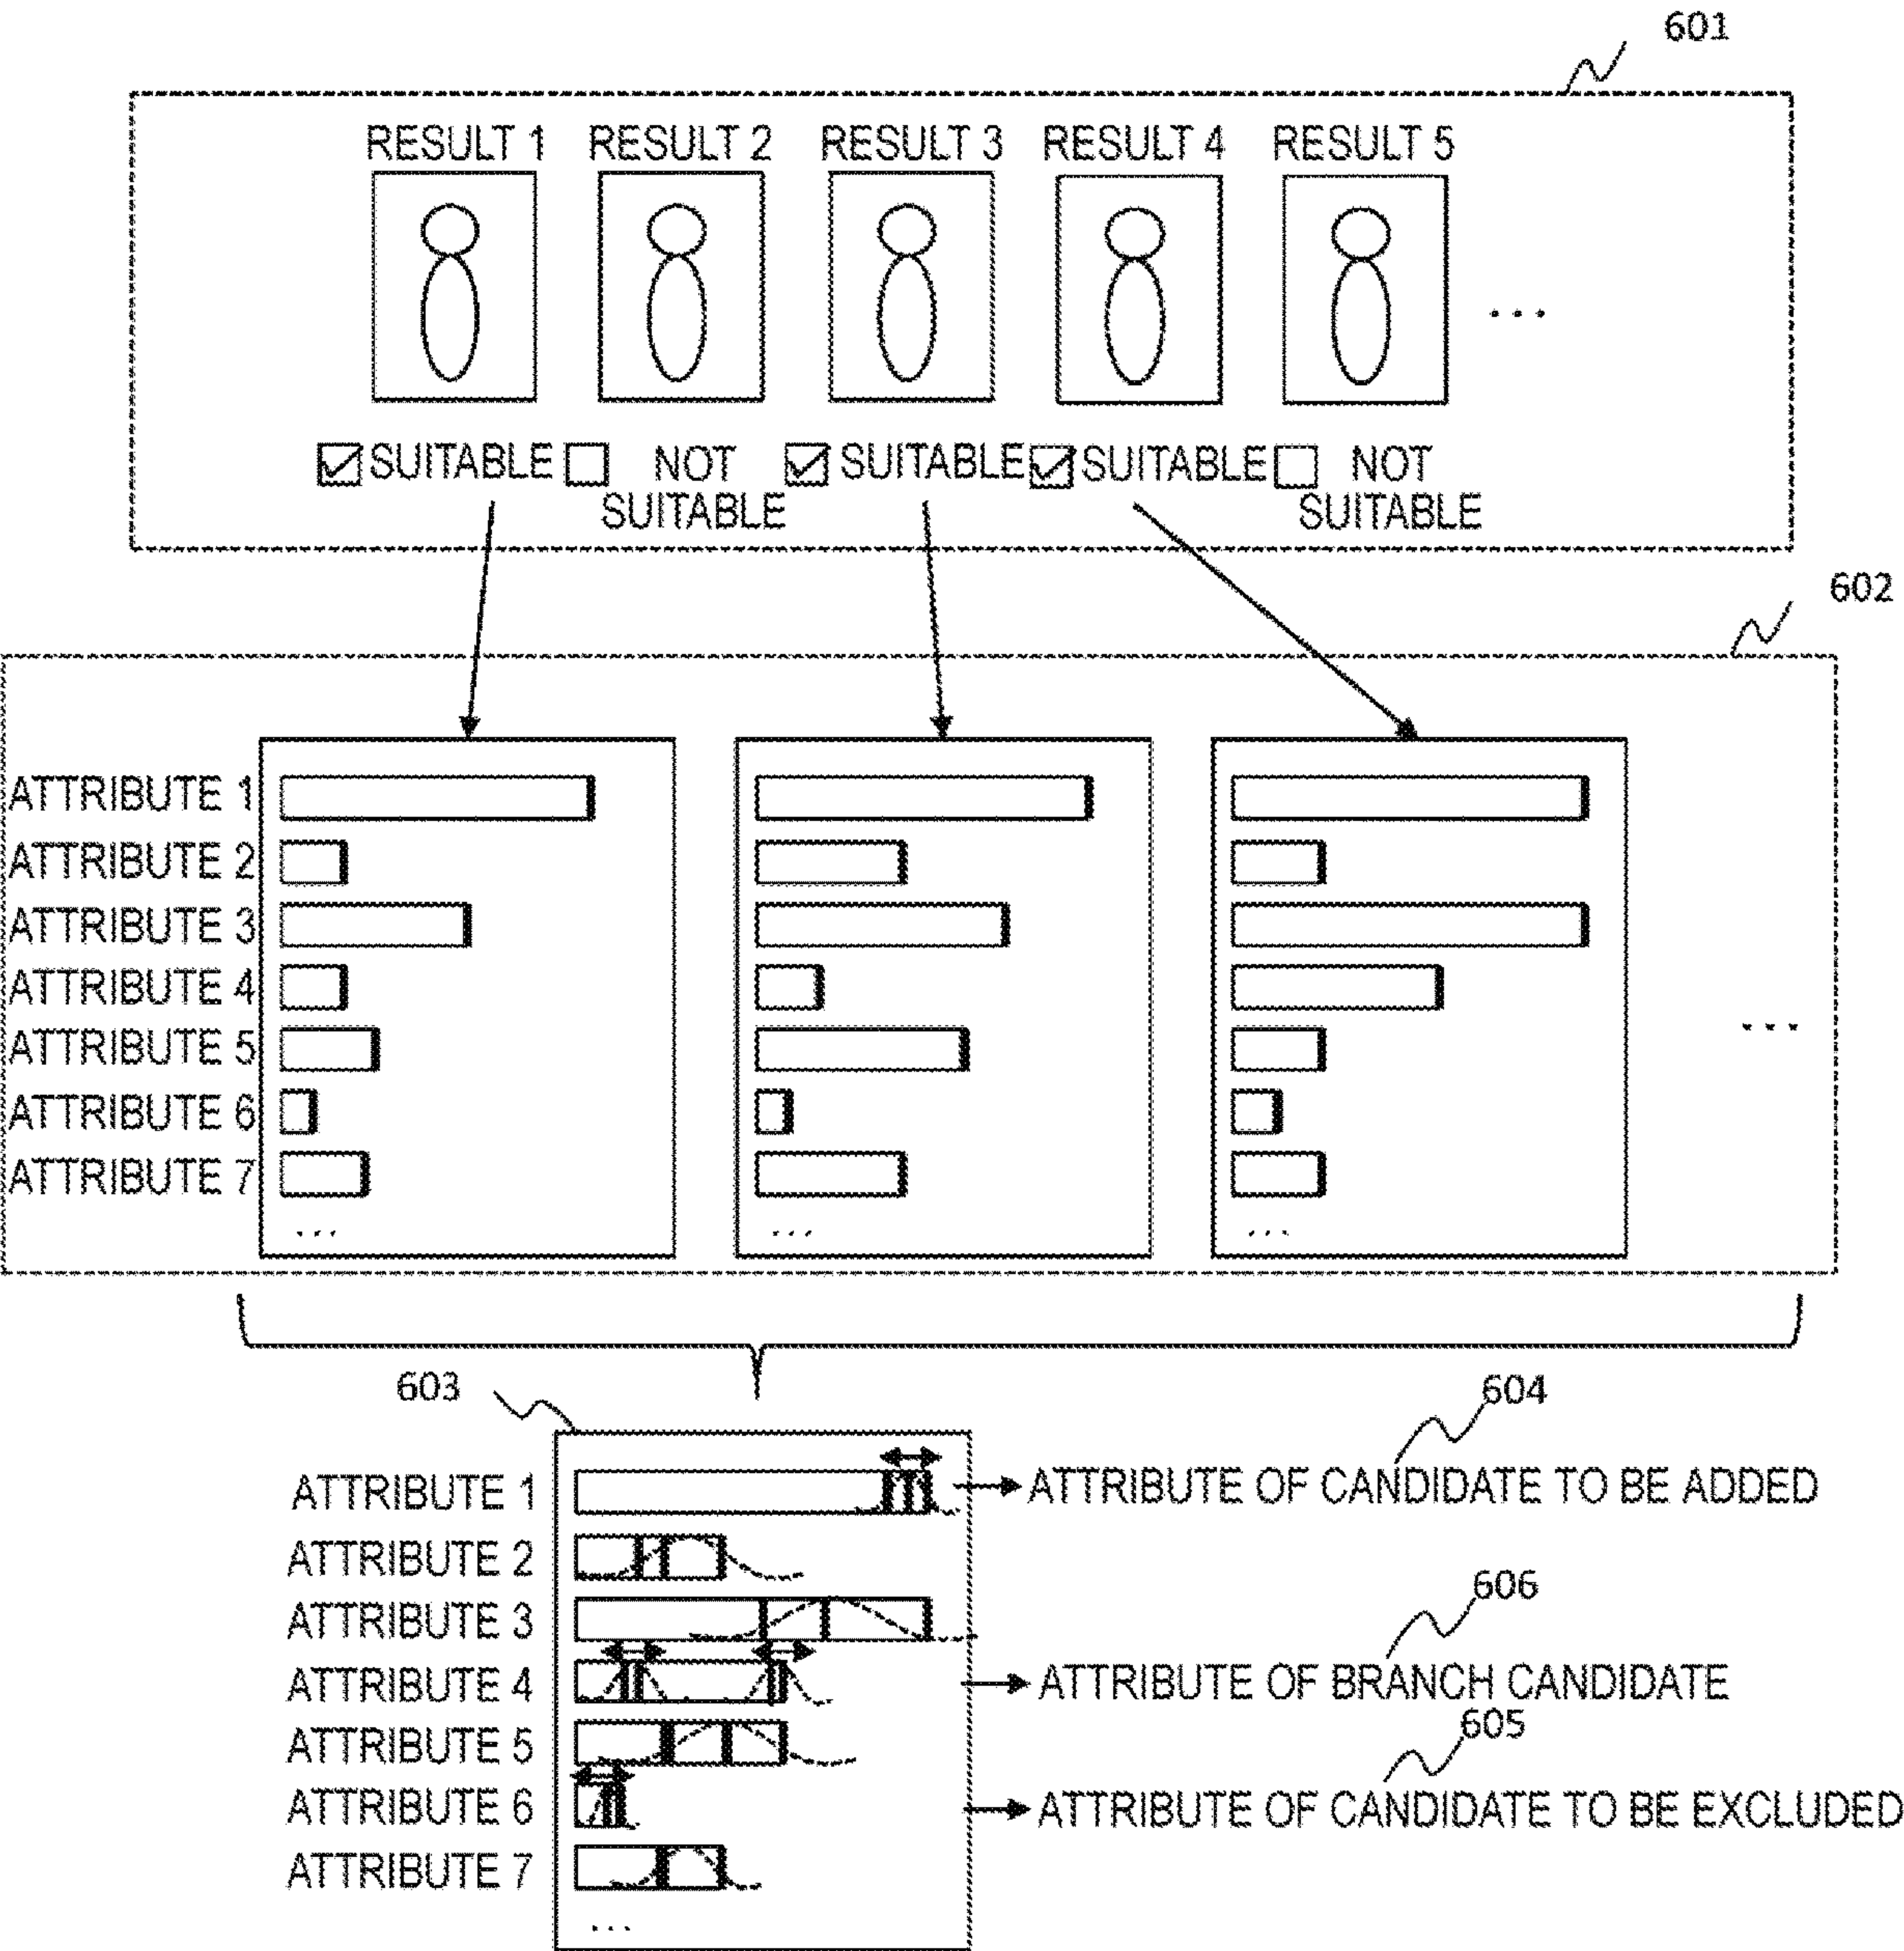 601
RESULT 1 RESULT 2 RESULT 3 RESULT 4 RESULT 5
...
SUITABLE NOT SUITABLE SUITABLE SUITABLE NOT SUITABLE
602
ATTRIBUTE 1
ATTRIBUTE 2
ATTRIBUTE 3
ATTRIBUTE 4
ATTRIBUTE 5
ATTRIBUTE 6
ATTRIBUTE 7
... ... ... ...
603
604
ATTRIBUTE 1
ATTRIBUTE OF CANDIDATE TO BE ADDED
ATTRIBUTE 2
606
ATTRIBUTE 3
ATTRIBUTE 4
ATTRIBUTE OF BRANCH CANDIDATE
605
ATTRIBUTE 5
ATTRIBUTE 6
ATTRIBUTE OF CANDIDATE TO BE EXCLUDED
ATTRIBUTE 7
...